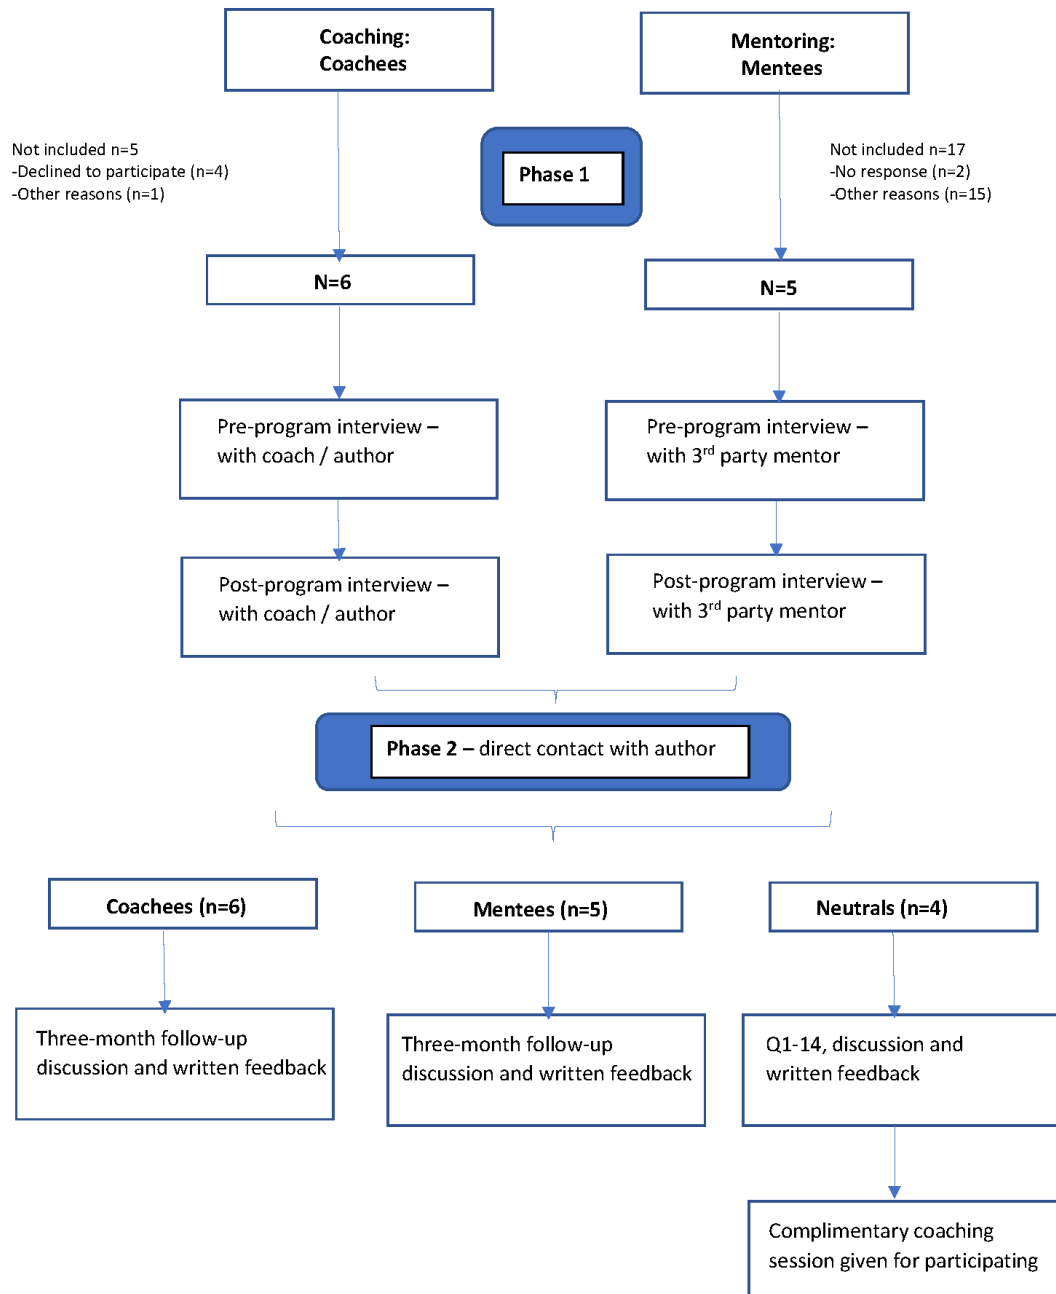 Coaching:
Coachees
Mentoring:
Mentees
Not included n=5
-Declined to participate (n=4)
-Other reasons (n=1)
Phase 1
Not included n=17
-No response (n=2)
-Other reasons (n=15)
N=6
N=5
Pre-program interview –
with coach / author
Pre-program interview –
with 3rd party mentor
Post-program interview –
with coach / author
Post-program interview –
with 3rd party mentor
Phase 2 – direct contact with author
Coachees (n=6)
Mentees (n=5)
Neutrals (n=4)
Three-month follow-up
discussion and written feedback
Three-month follow-up
discussion and written feedback
Q1-14, discussion and
written feedback
Complimentary coaching
session given for participating